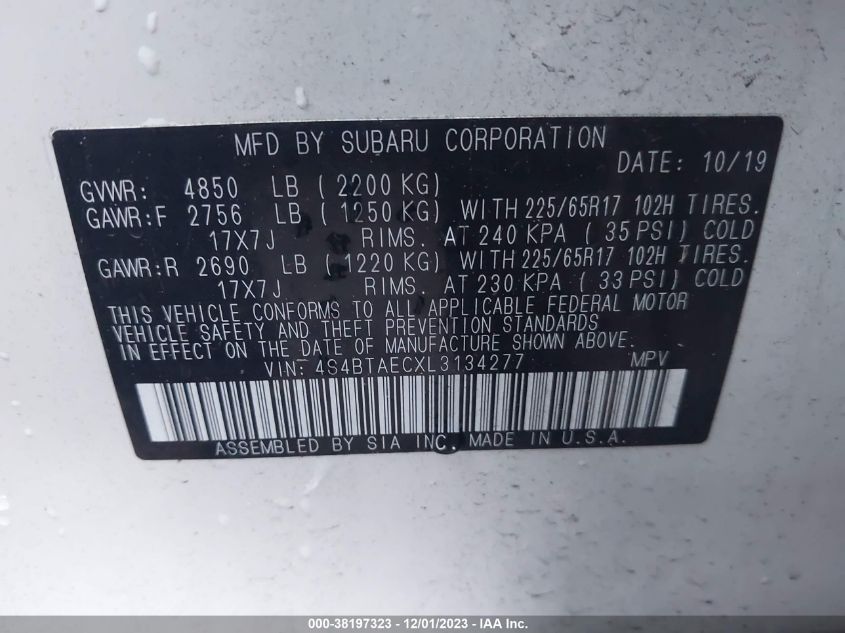 MFD BY SUBARU CORPORATION
DATE: 10/19
GVWR: 4850 LB ( 2200 KG)
GAWR:F 2756 LB ( 1250 KG) WITH 225/65R17 102H TIRES.
17X7J RIMS. AT 240 KPA ( 35 PSI) COLD
GAWR:R 2690 LB ( 1220 KG) WITH 225/65R17 102H TIRES.
17X7J RIMS. AT 230 KPA ( 33 PSI) COLD
THIS VEHICLE CONFORMS TO ALL APPLICABLE FEDERAL MOTOR
VEHICLE SAFETY AND THEFT PREVENTION STANDARDS
IN EFFECT ON THE DATE OF MANUFACTURE SHOWN ABOVE.
VIN: 4S4BTAECXL3134277 MPV
ASSEMBLED BY SIA INC. MADE IN U.S.A.
000-38197323 - 12/01/2023 - IAA Inc.